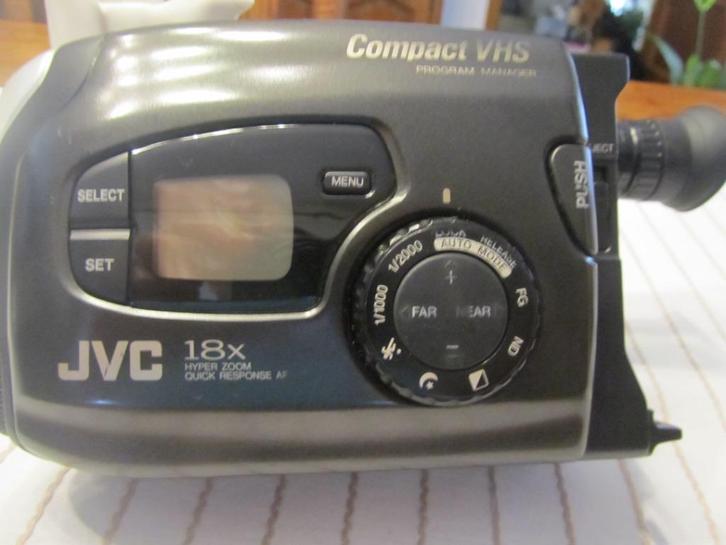 Compact VHS
PROGRAM MANAGER
SELECT
SET
MENU
PUSH
JVC
18x
HYPER ZOOM
QUICK RESPONSE AF
LOCK RELEASE
AUTO MODE
1/2000
1/1000
FG
ND
+
FAR NEAR
-